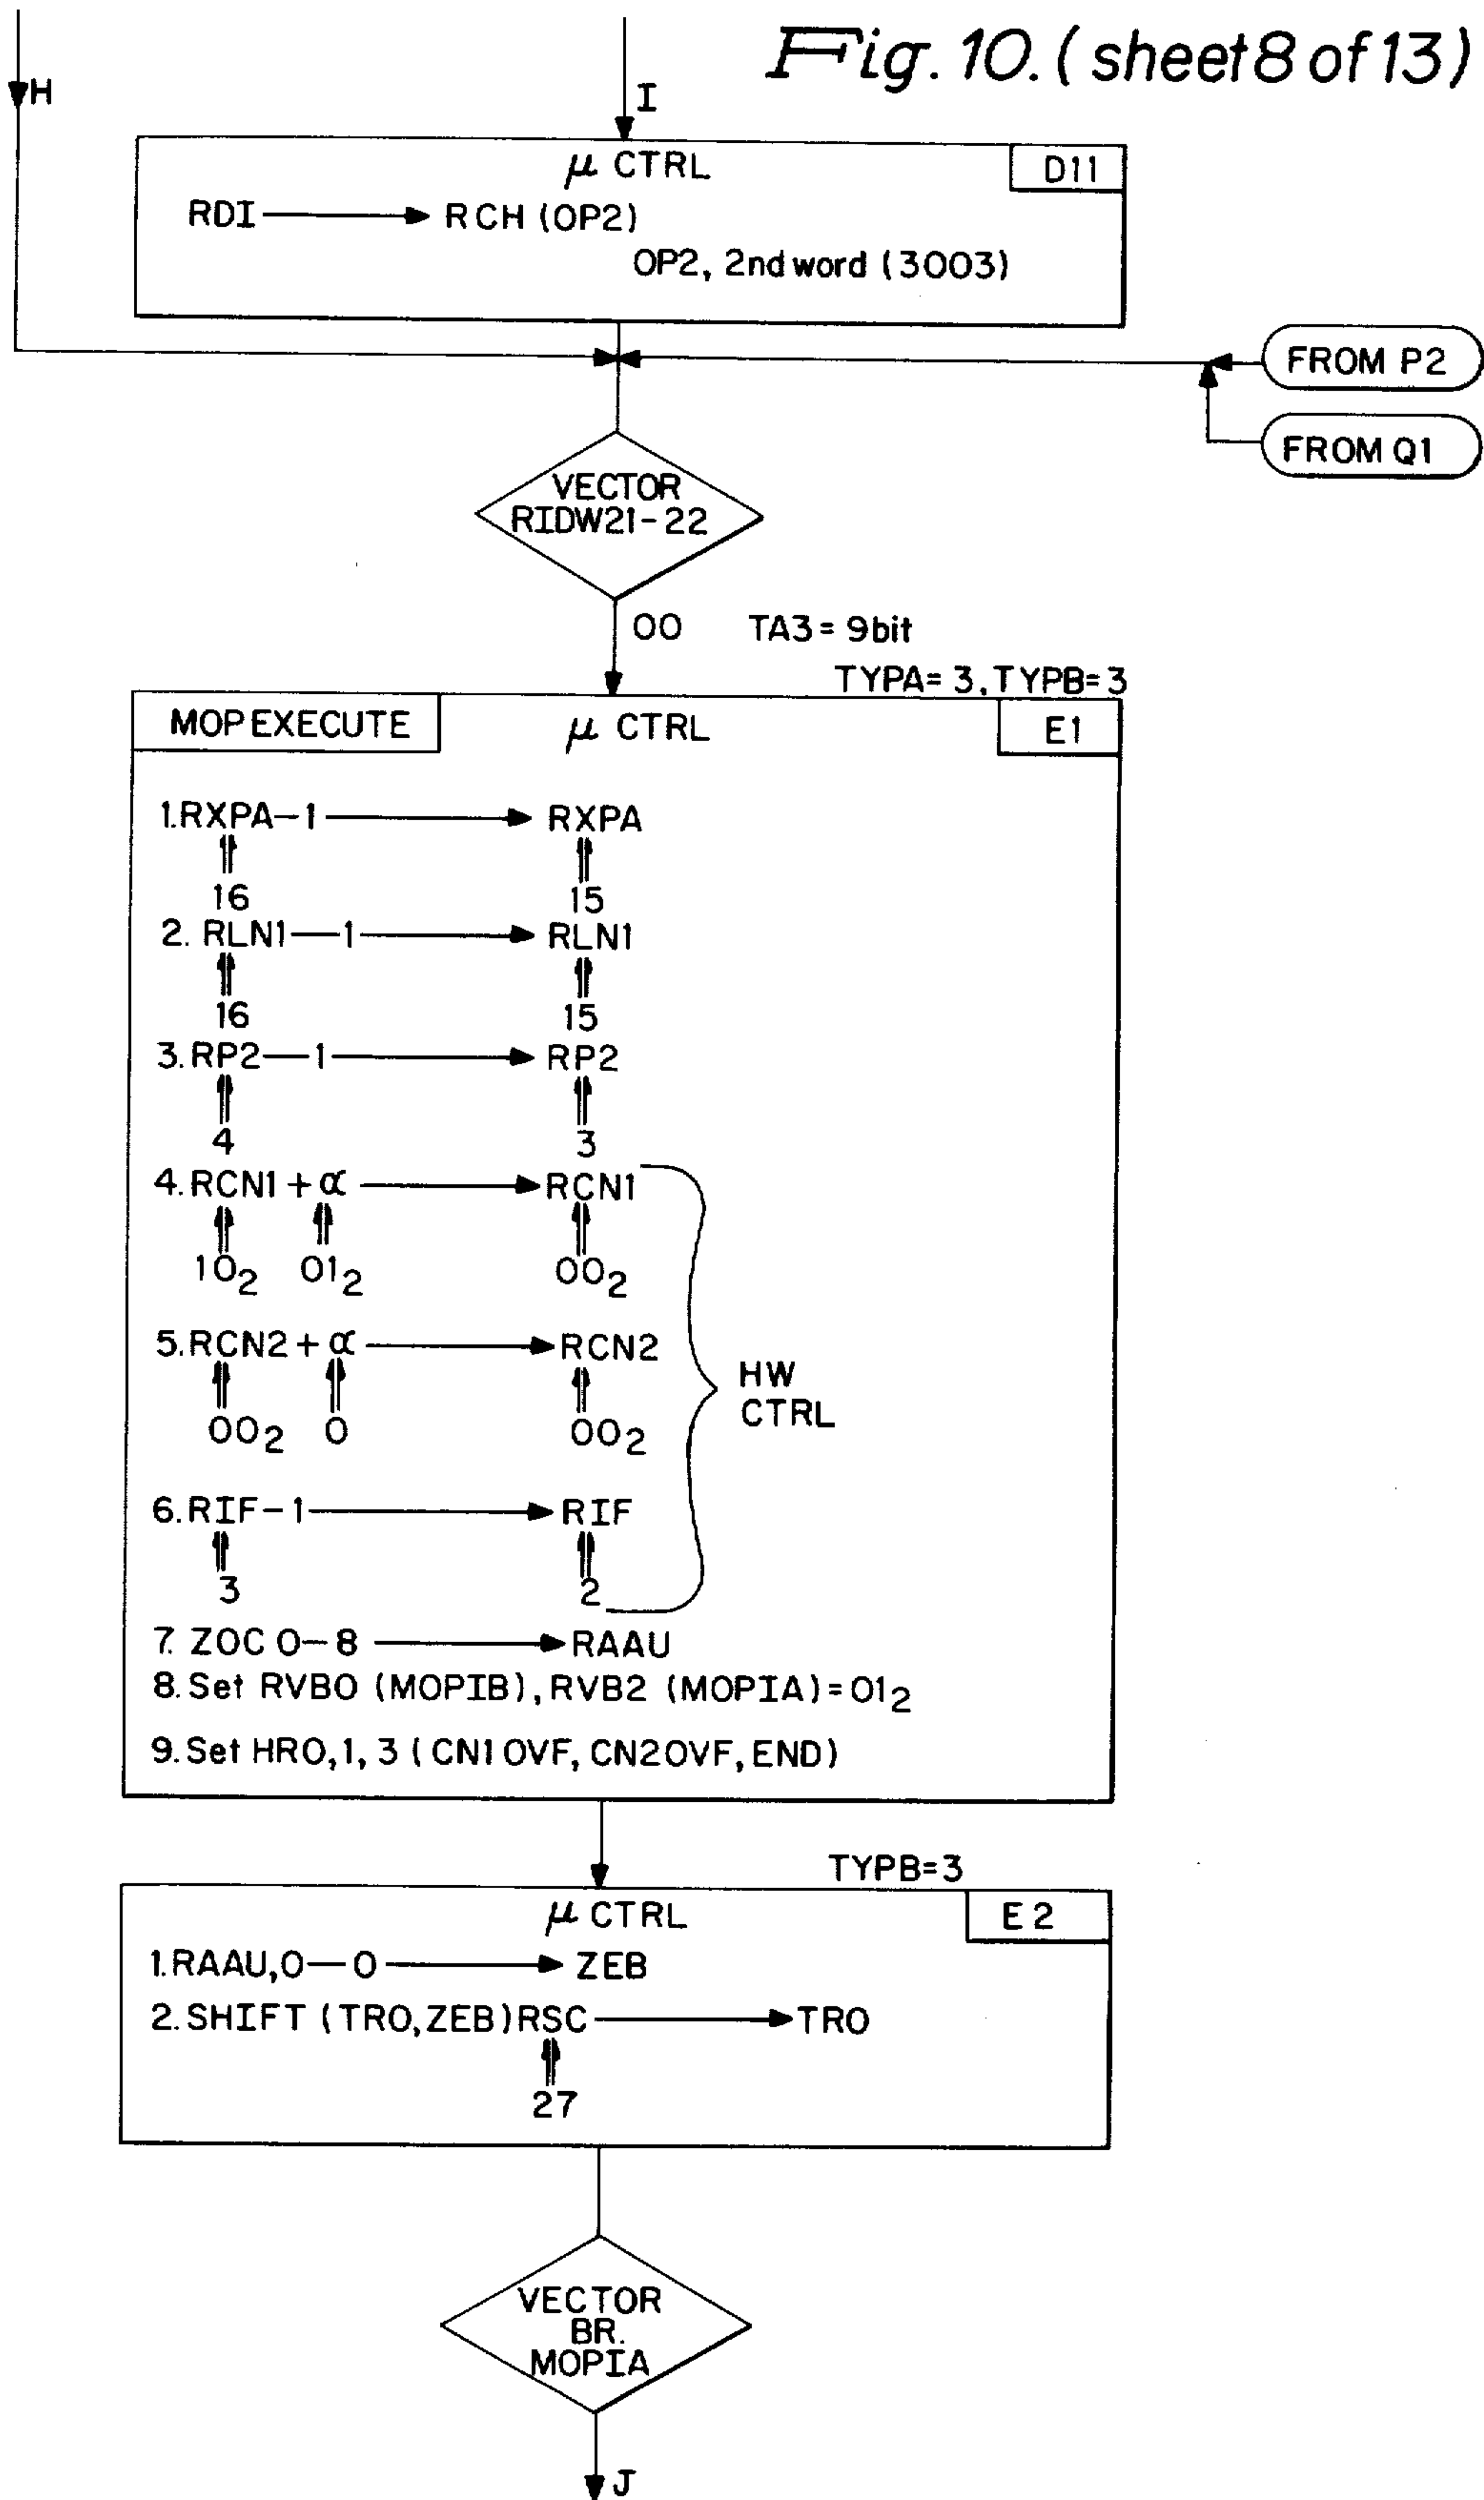 Fig. 10. (sheet 8 of 13)
H
I
μ CTRL
D11
RDI RCH (OP2)
OP2, 2nd word (3003)
FROM P2
FROM Q1
VECTOR
RIDW21-22
00 TA3 = 9bit
TYPA= 3, TYPB=3
MOP EXECUTE μ CTRL E1
1. RXPA-1 RXPA
16 15
2. RLN1-1 RLN1
16 15
3. RP2-1 RP2
4 3
4. RCN1 + α RCN1
10₂ 01₂ 00₂
5. RCN2 + α RCN2
00₂ 0 00₂
HW
CTRL
6. RIF-1 RIF
3 2
7. ZOC 0-8 RAAU
8. Set RVB0 (MOPIB), RVB2 (MOPIA) = 01₂
9. Set HR0, 1, 3 (CN1 OVF, CN2 OVF, END)
TYPB=3
μ CTRL E2
1. RAAU, 0-0 ZEB
2. SHIFT (TRO, ZEB) RSC TRO
27
VECTOR
BR.
MOPIA
J